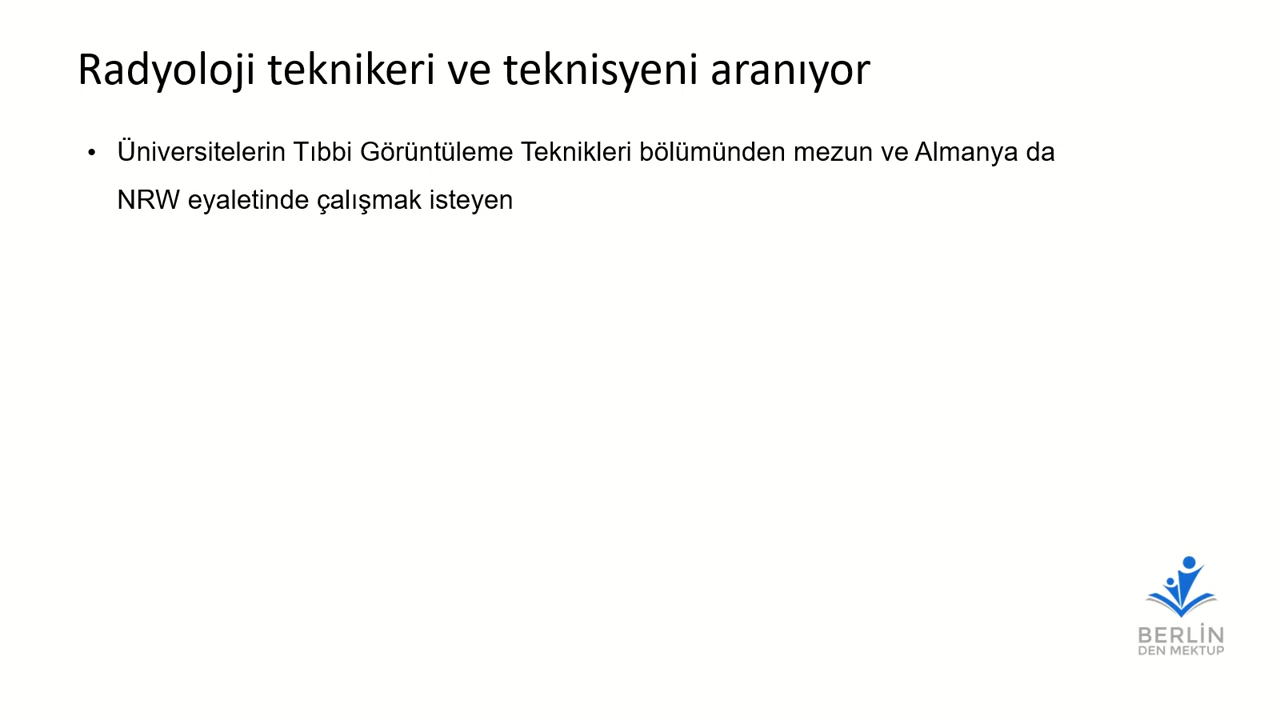 Radyoloji teknikeri ve teknisyeni aranıyor
• Üniversitelerin Tıbbi Görüntüleme Teknikleri bölümünden mezun ve Almanya da
NRW eyaletinde çalışmak isteyen
BERLİN
DEN MEKTUP